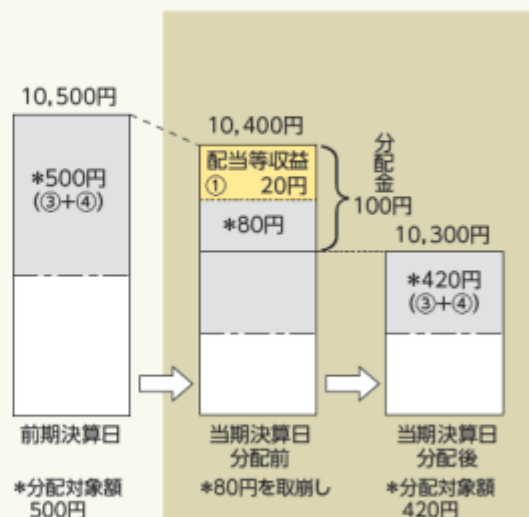 10,500円
*500円
(③+④)
前期決算日
*分配対象額
500円
10,400円
配当等収益
① 20円
*80円
分配金
100円
当期決算日
分配前
*80円を取崩し
10,300円
*420円
(③+④)
当期決算日
分配後
*分配対象額
420円